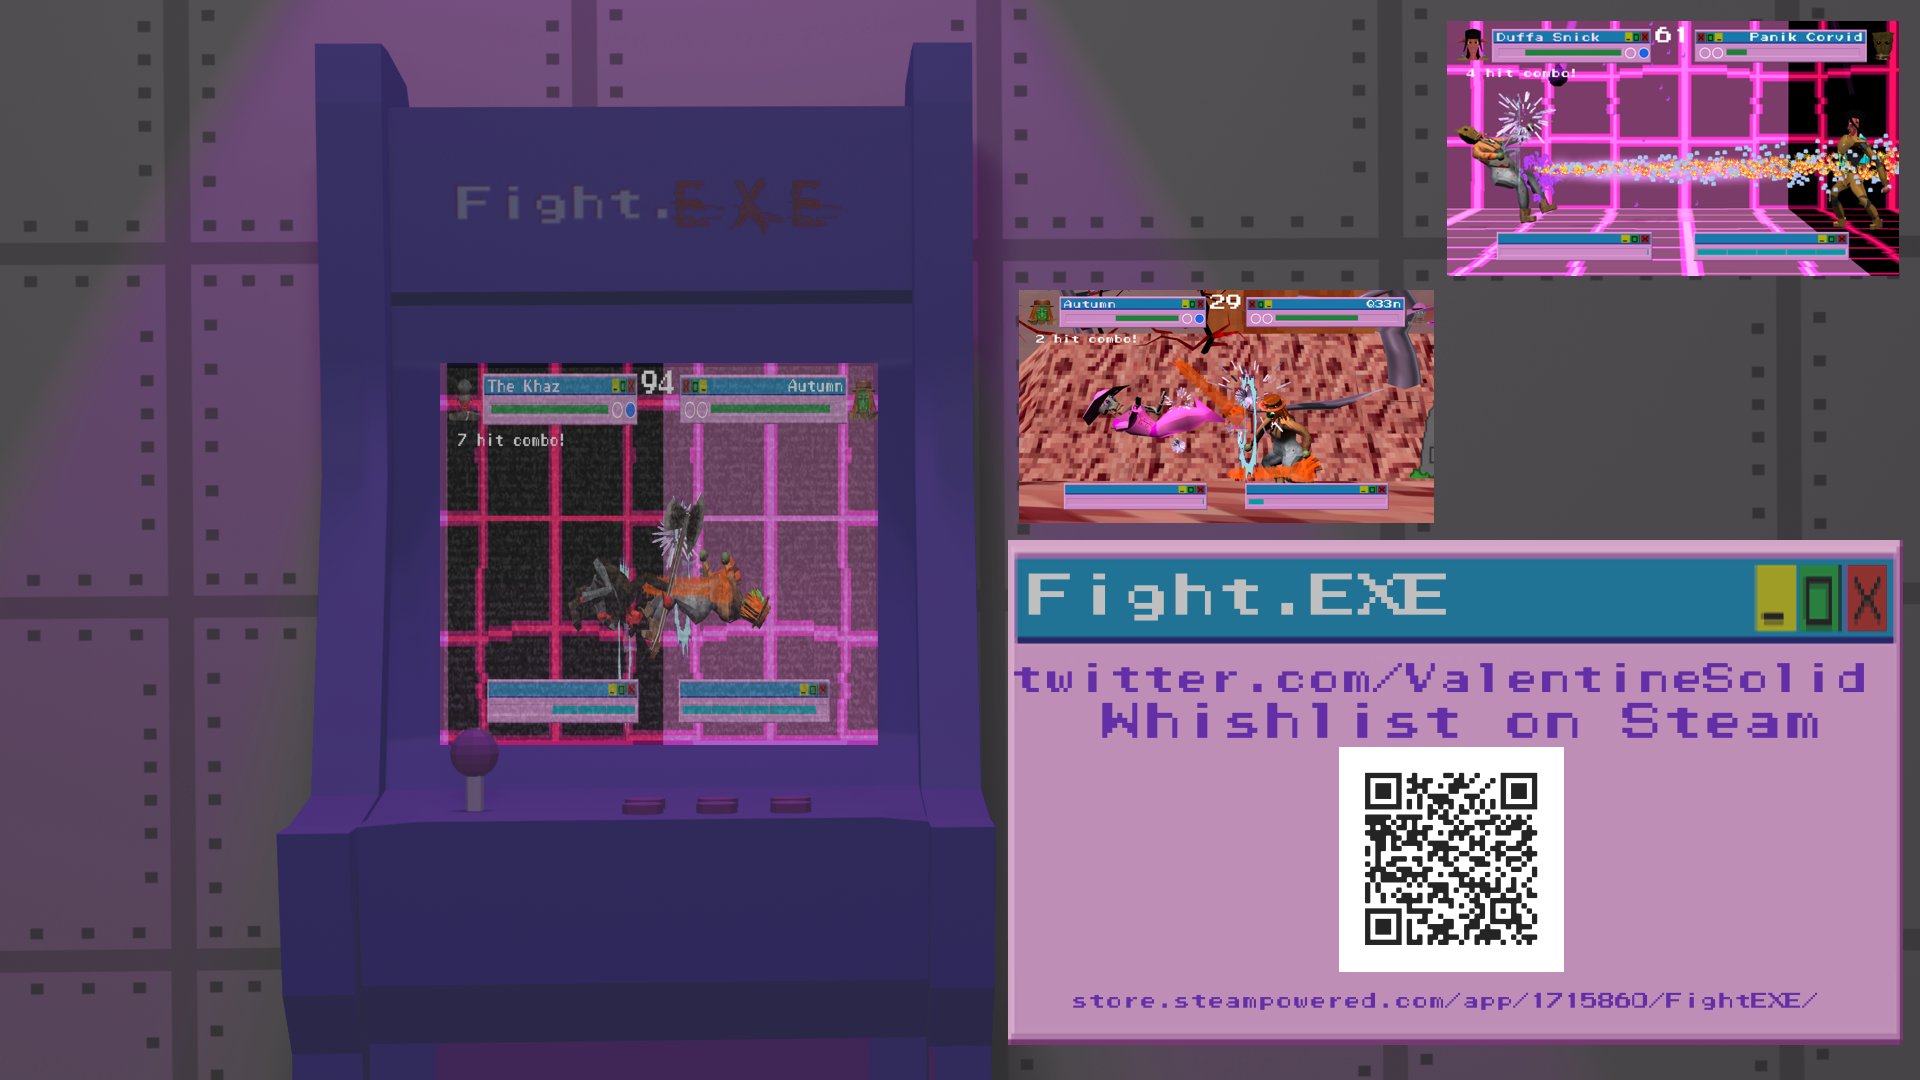 Fight.EXE
The Khaz
94
Autumn
7 hit combo!
Duffa Snick
61
Panik Corvid
4 hit combo!
Autumn
29
Q33n
2 hit combo!
Fight.EXE
twitter.com/ValentineSolid
Whishlist on Steam
store.steampowered.com/app/1715860/FightEXE/